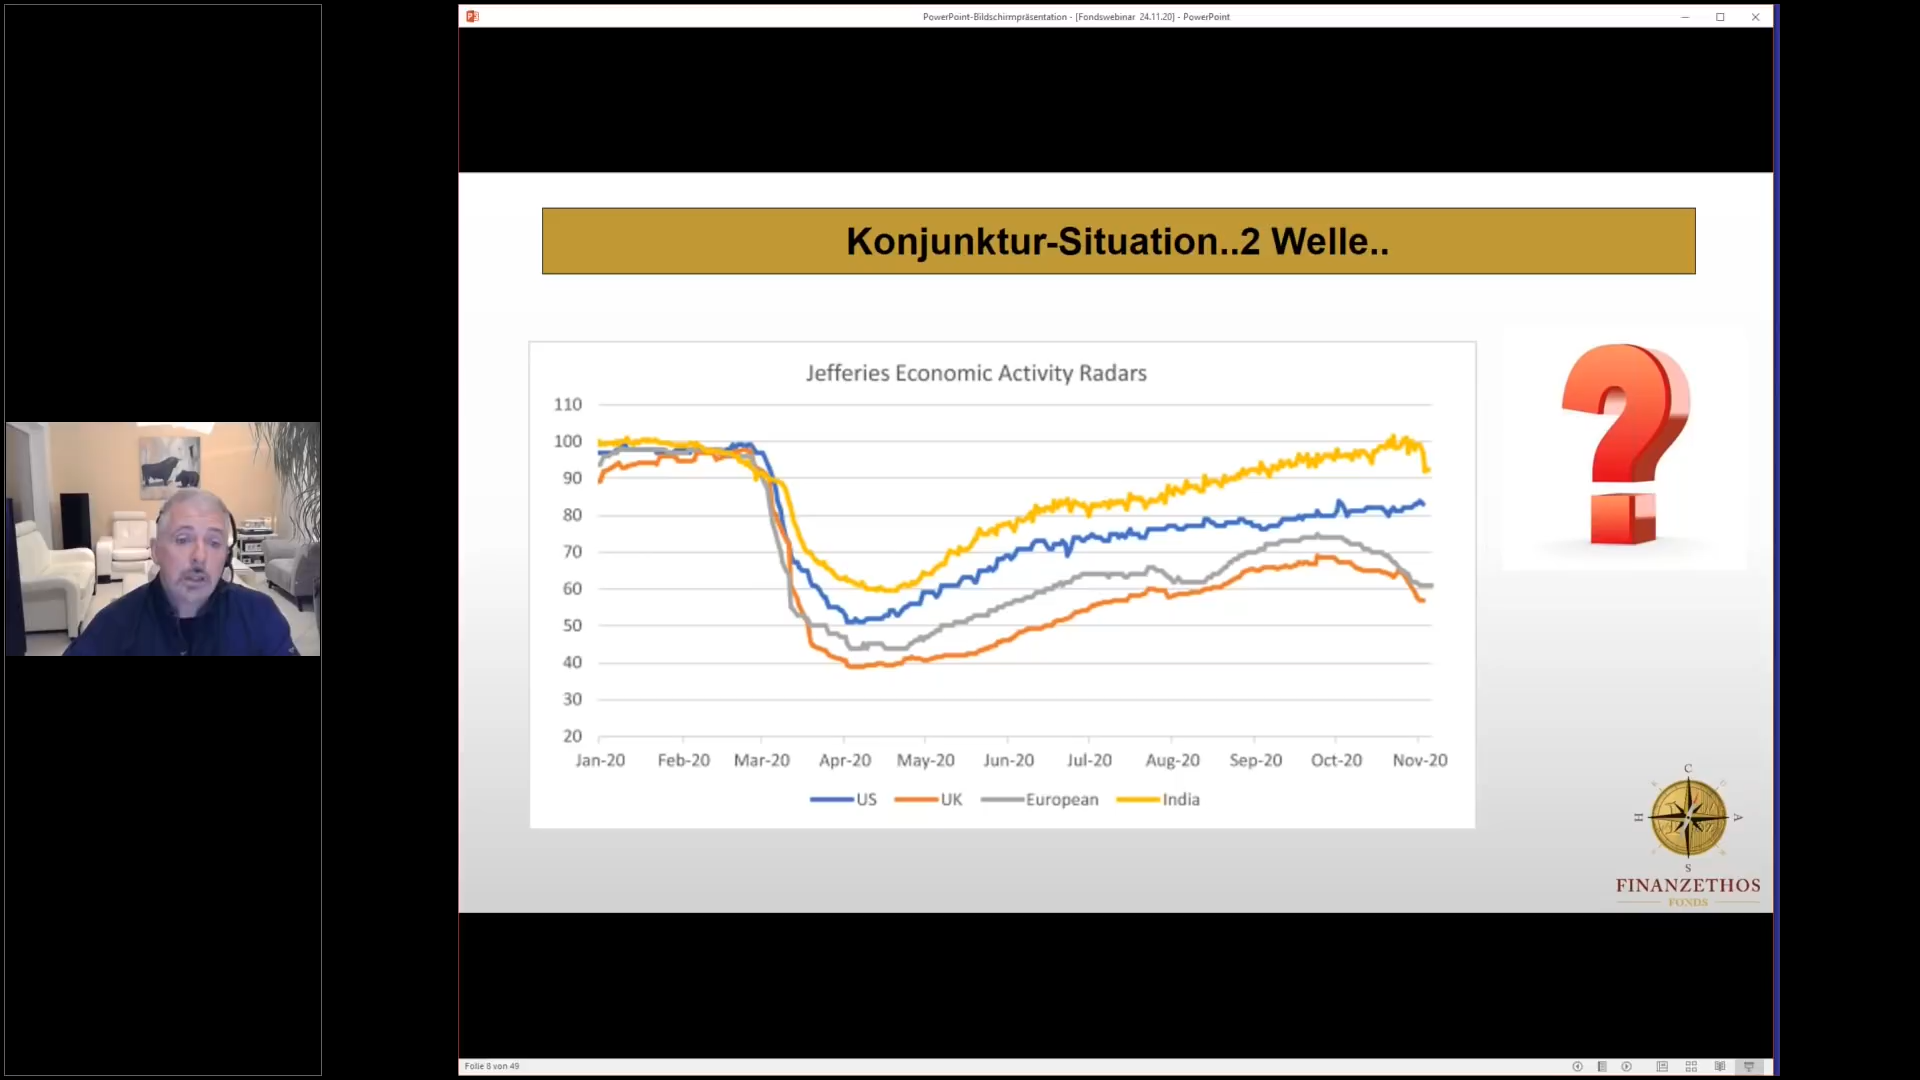 PowerPoint-Bildschirmpräsentation - [Fondswebinar 24.11.20] - PowerPoint
Konjunktur-Situation..2 Welle..
Jefferies Economic Activity Radars
110
100
90
80
70
60
50
40
30
20
Jan-20 Feb-20 Mar-20 Apr-20 May-20 Jun-20 Jul-20 Aug-20 Sep-20 Oct-20 Nov-20
US UK European India
C
H A
S
FINANZETHOS
FONDS
Folie 8 von 49